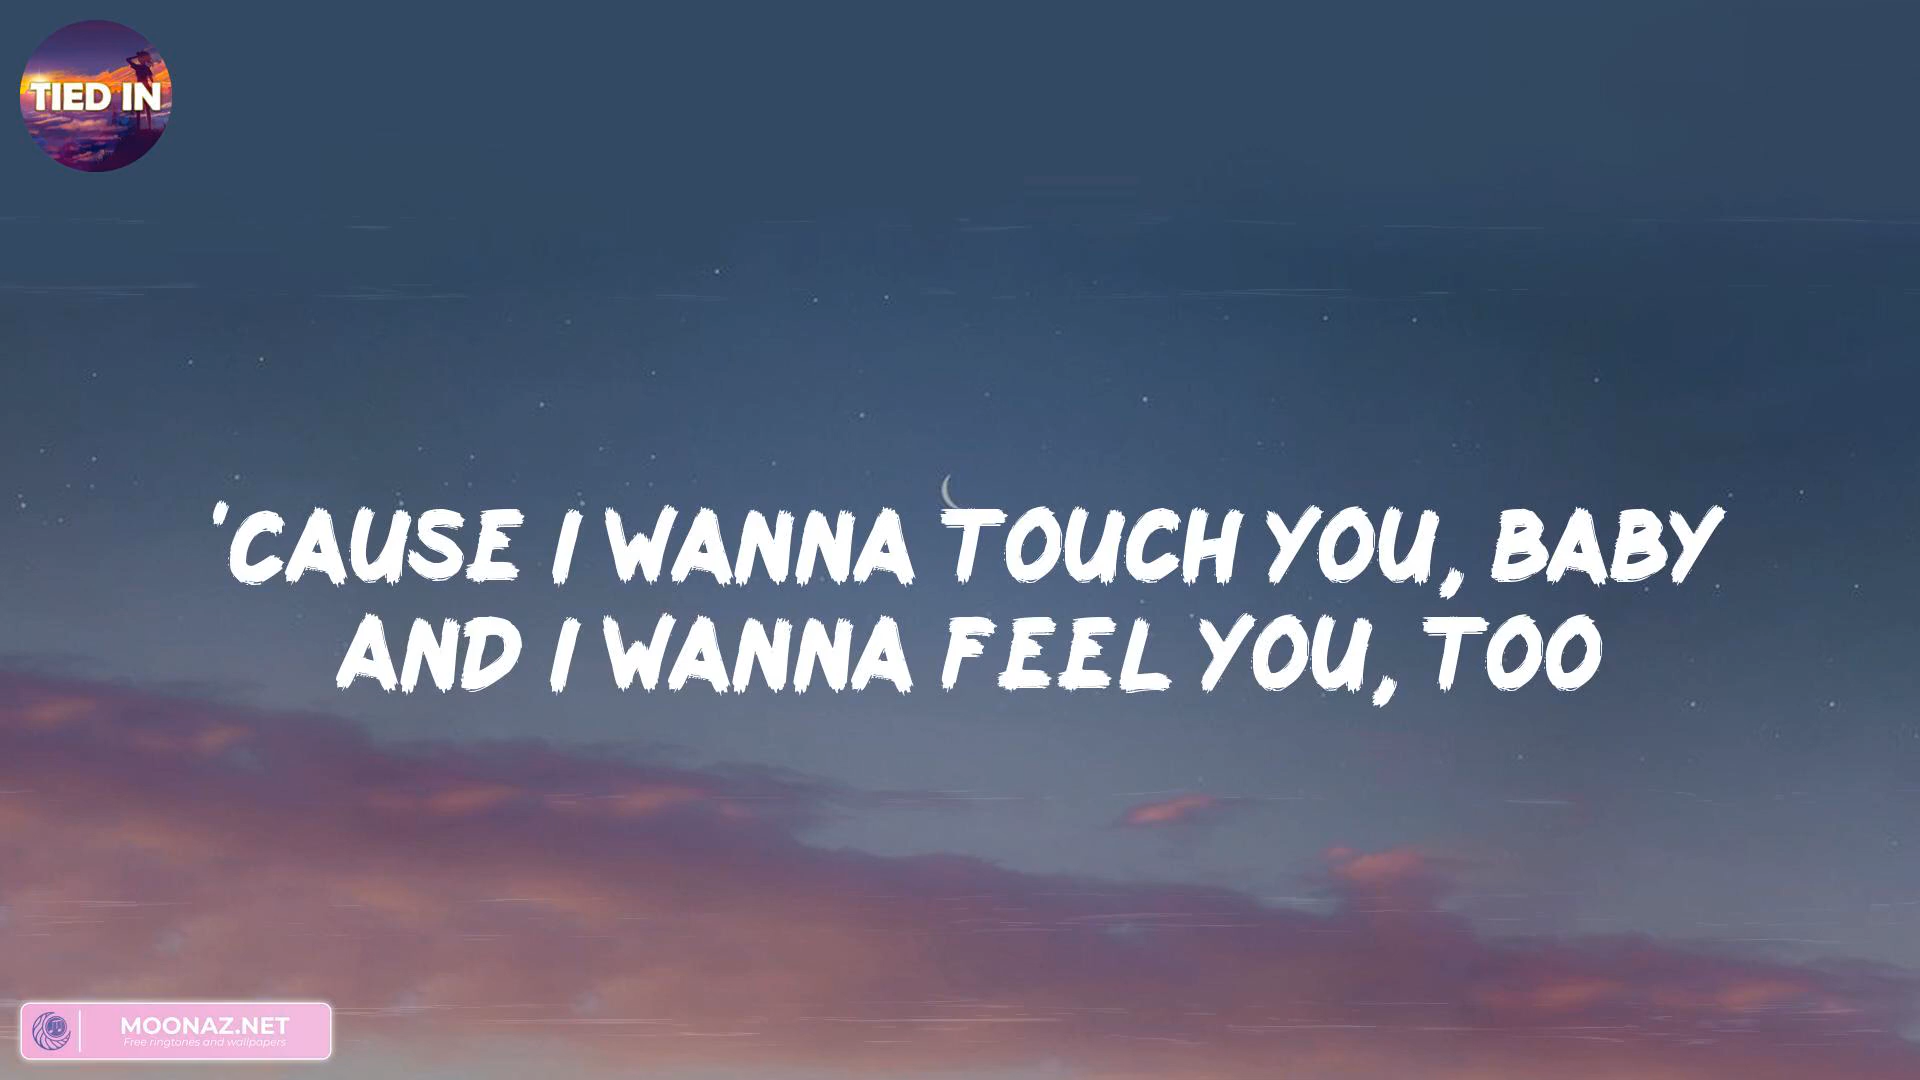 TIED IN
'CAUSE I WANNA TOUCH YOU, BABY
AND I WANNA FEEL YOU, TOO
MOONAZ.NET
Free ringtones and wallpapers